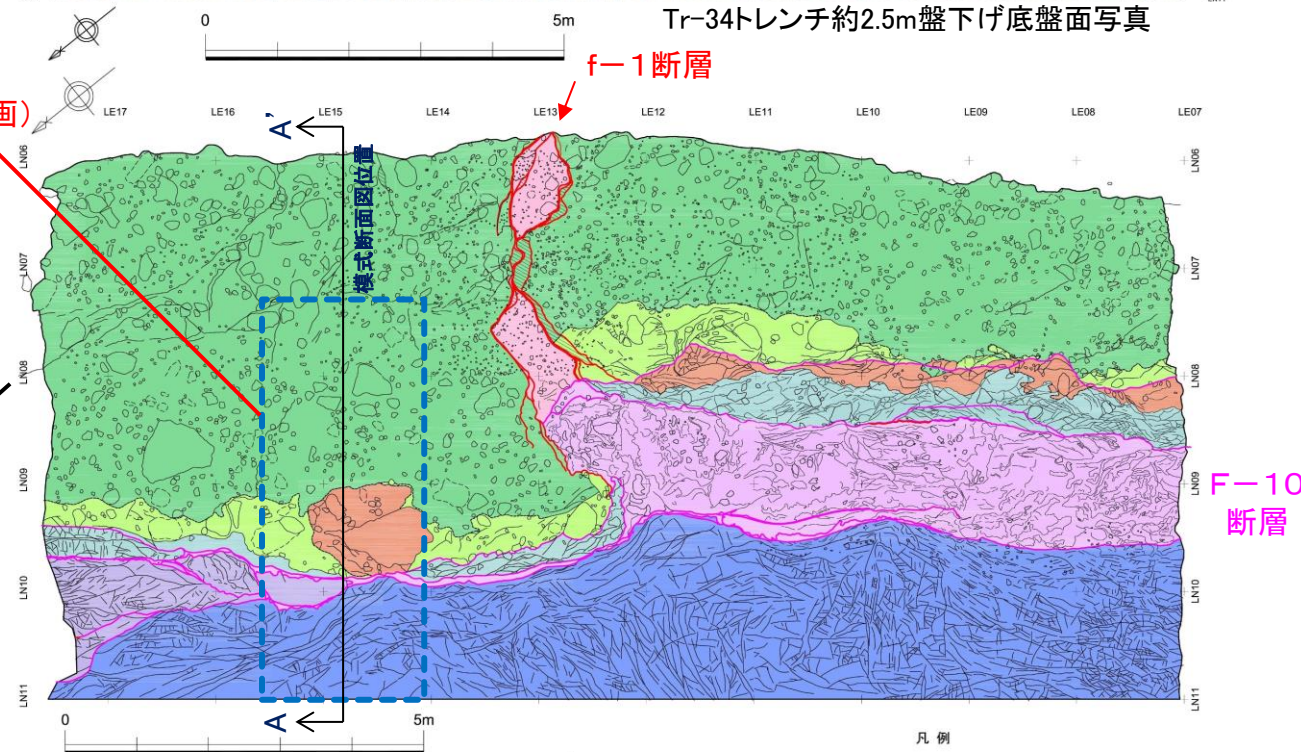 0 5m
Tr-34トレンチ約2.5m盤下げ底盤面写真
f-1断層
画)
LE17 LE16 LE15 LE14 LE13 LE12 LE11 LE10 LE09 LE08 LE07
A'
模式断面図位置
LN06 LN06
LN07 LN07
LN08 LN08
LN09 LN09
F-10
断層
LN10 LN10
LN11 LN11
A
0 5m
凡例